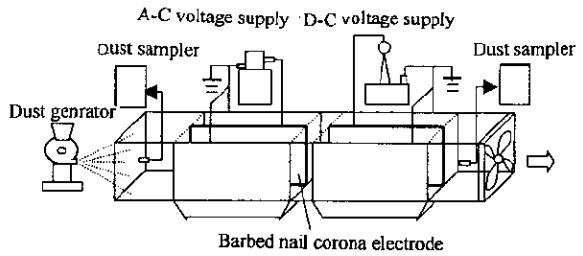 A-C voltage supply D-C voltage supply
Dust sampler
Dust sampler
Dust genrator
Barbed nail corona electrode